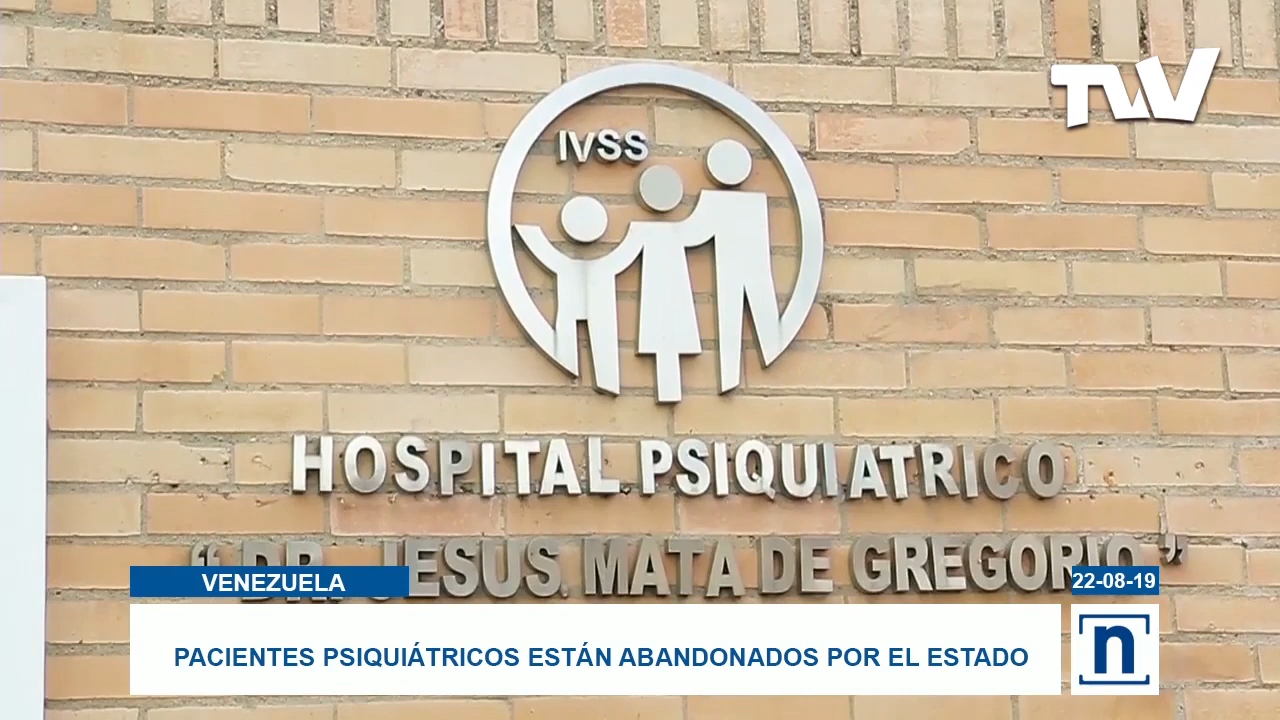 TVV
IVSS
HOSPITAL PSIQUIATRICO
“DR. JESUS MATA DE GREGORIO”
VENEZUELA
22-08-19
PACIENTES PSIQUIÁTRICOS ESTÁN ABANDONADOS POR EL ESTADO
n